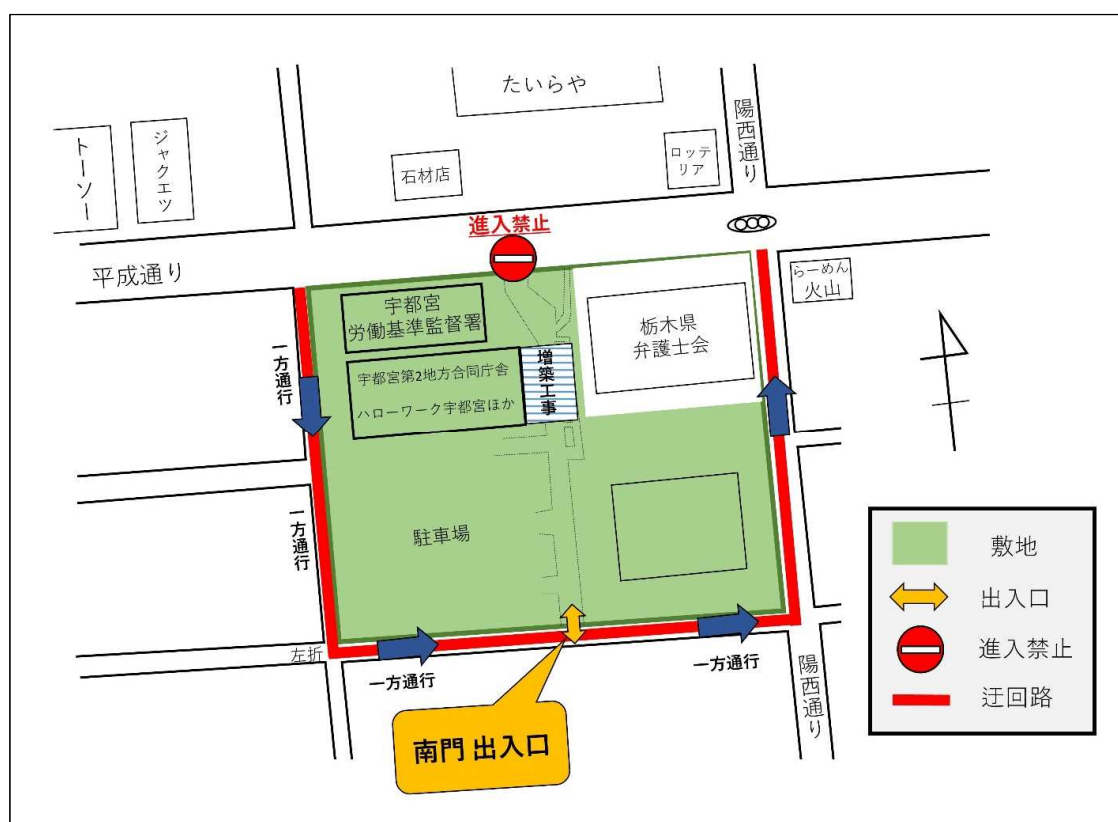 たいらや
陽西通り
トーソー
ジャクエツ
石材店
ロッテ
リア
進入禁止
平成通り
らーめん
火山
宇都宮
労働基準監督署
栃木県
弁護士会
増築工事
宇都宮第2地方合同庁舎
ハローワーク宇都宮ほか
一方通行
一方通行
駐車場
敷地
出入口
進入禁止
迂回路
左折
一方通行
一方通行
陽西通り
南門 出入口